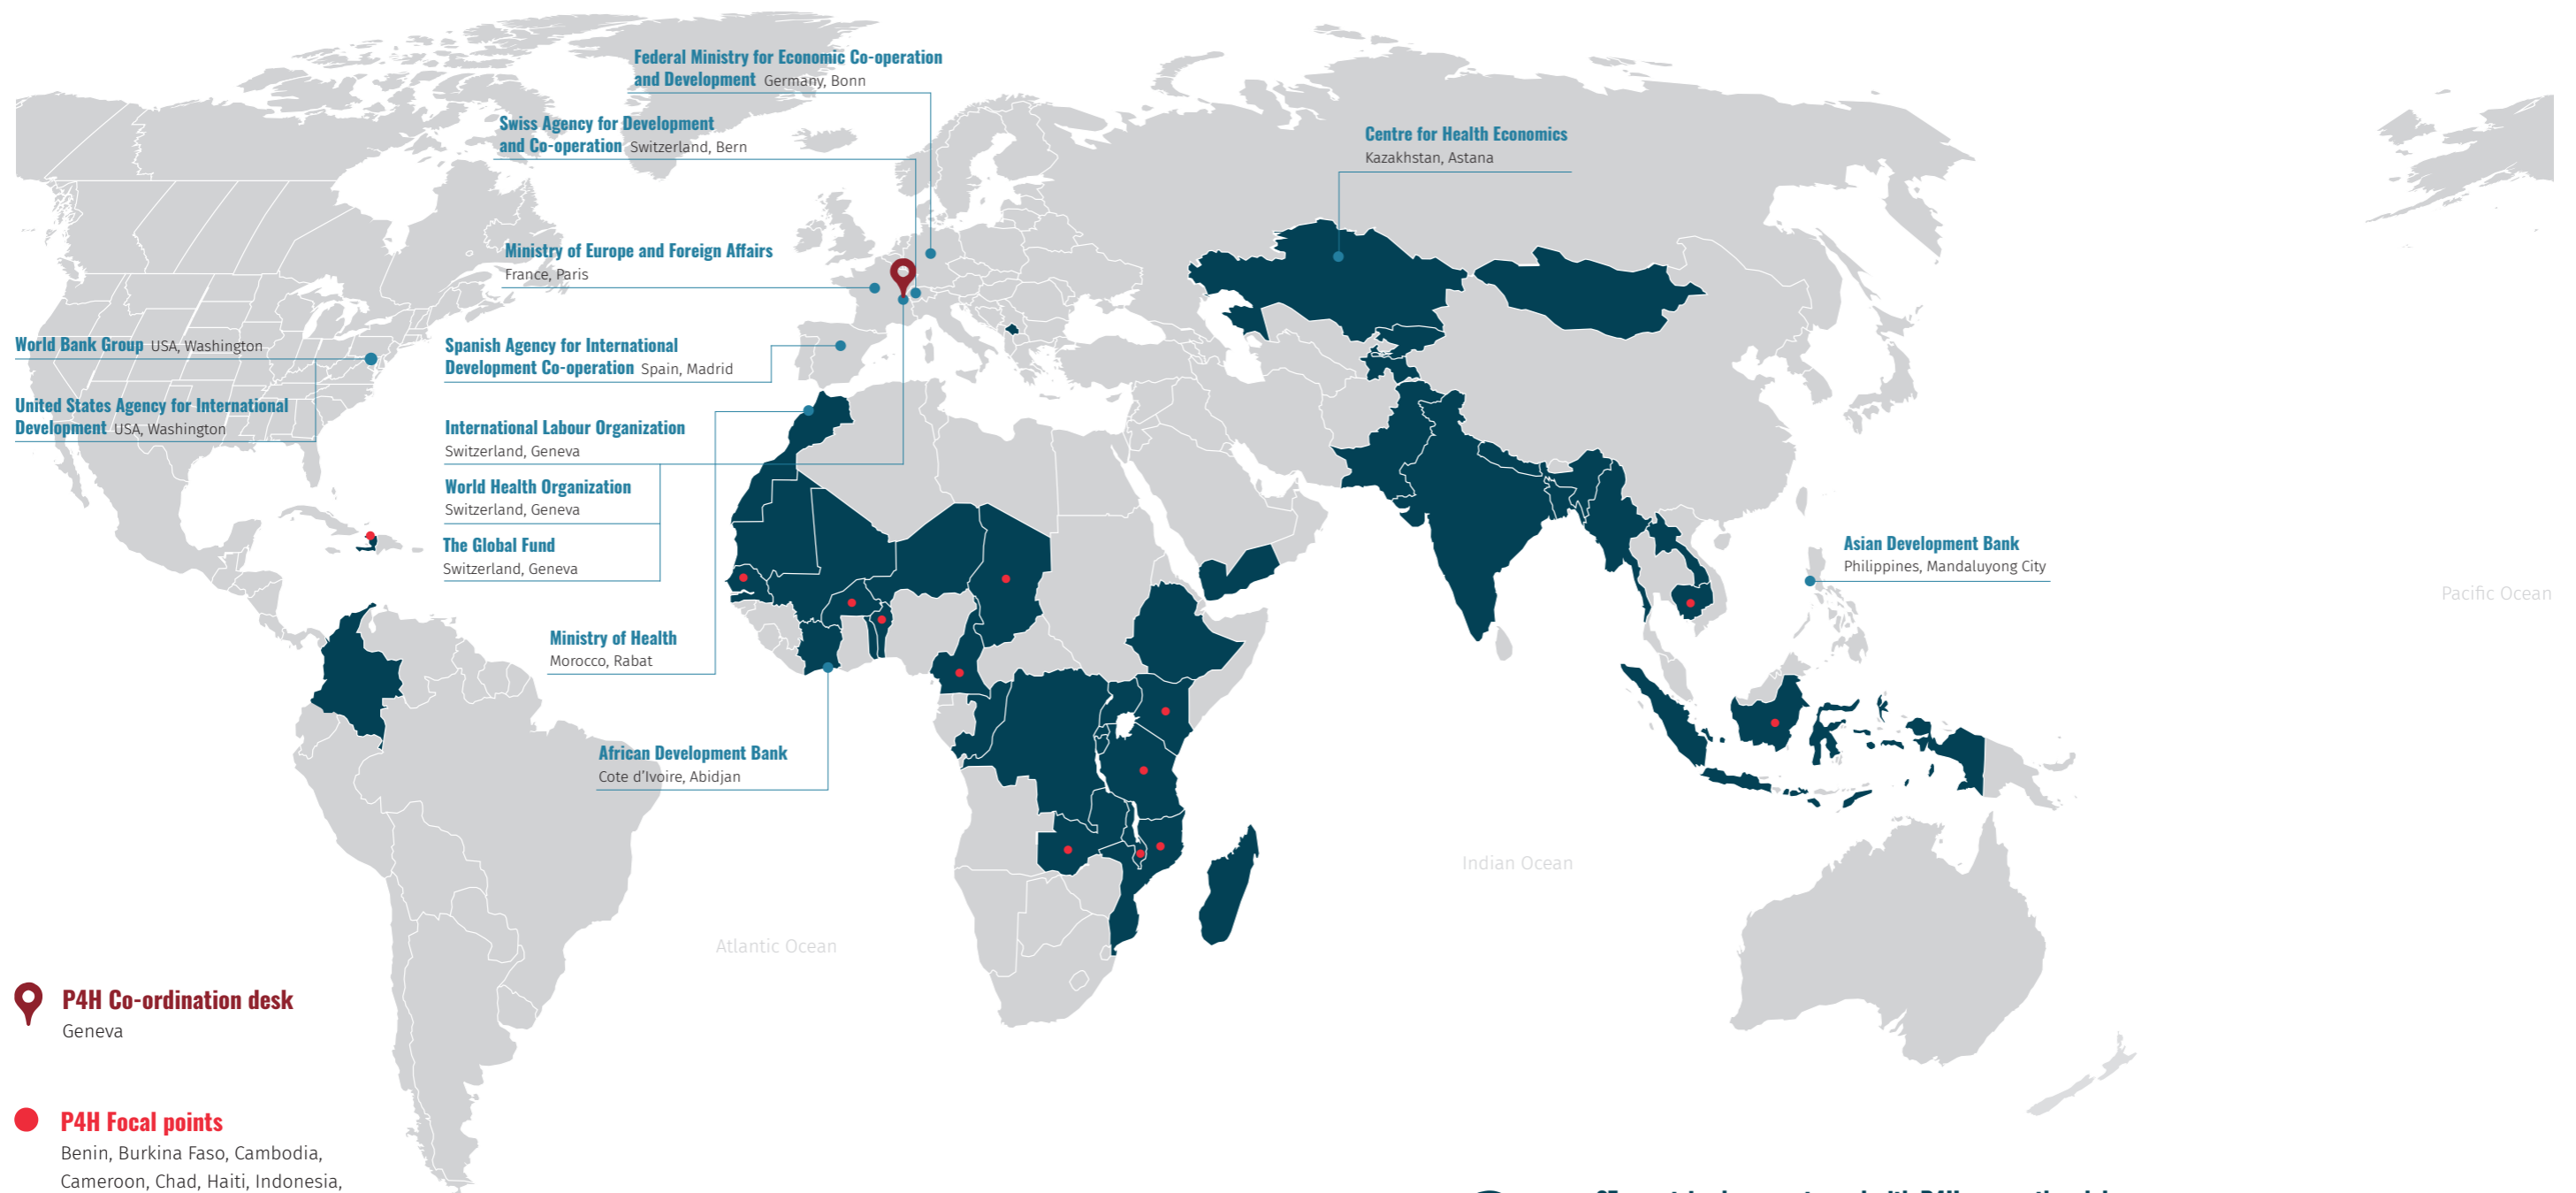 Federal Ministry for Economic Co-operation
and Development Germany, Bonn
Swiss Agency for Development
and Co-operation Switzerland, Bern
Centre for Health Economics
Kazakhstan, Astana
Ministry of Europe and Foreign Affairs
France, Paris
World Bank Group USA, Washington
Spanish Agency for International
Development Co-operation Spain, Madrid
United States Agency for International
Development USA, Washington
International Labour Organization
Switzerland, Geneva
World Health Organization
Switzerland, Geneva
The Global Fund
Switzerland, Geneva
Asian Development Bank
Philippines, Mandaluyong City
Pacific Ocean
Ministry of Health
Morocco, Rabat
African Development Bank
Cote d'Ivoire, Abidjan
Indian Ocean
Atlantic Ocean
P4H Co-ordination desk
Geneva
P4H Focal points
Benin, Burkina Faso, Cambodia,
Cameroon, Chad, Haiti, Indonesia,